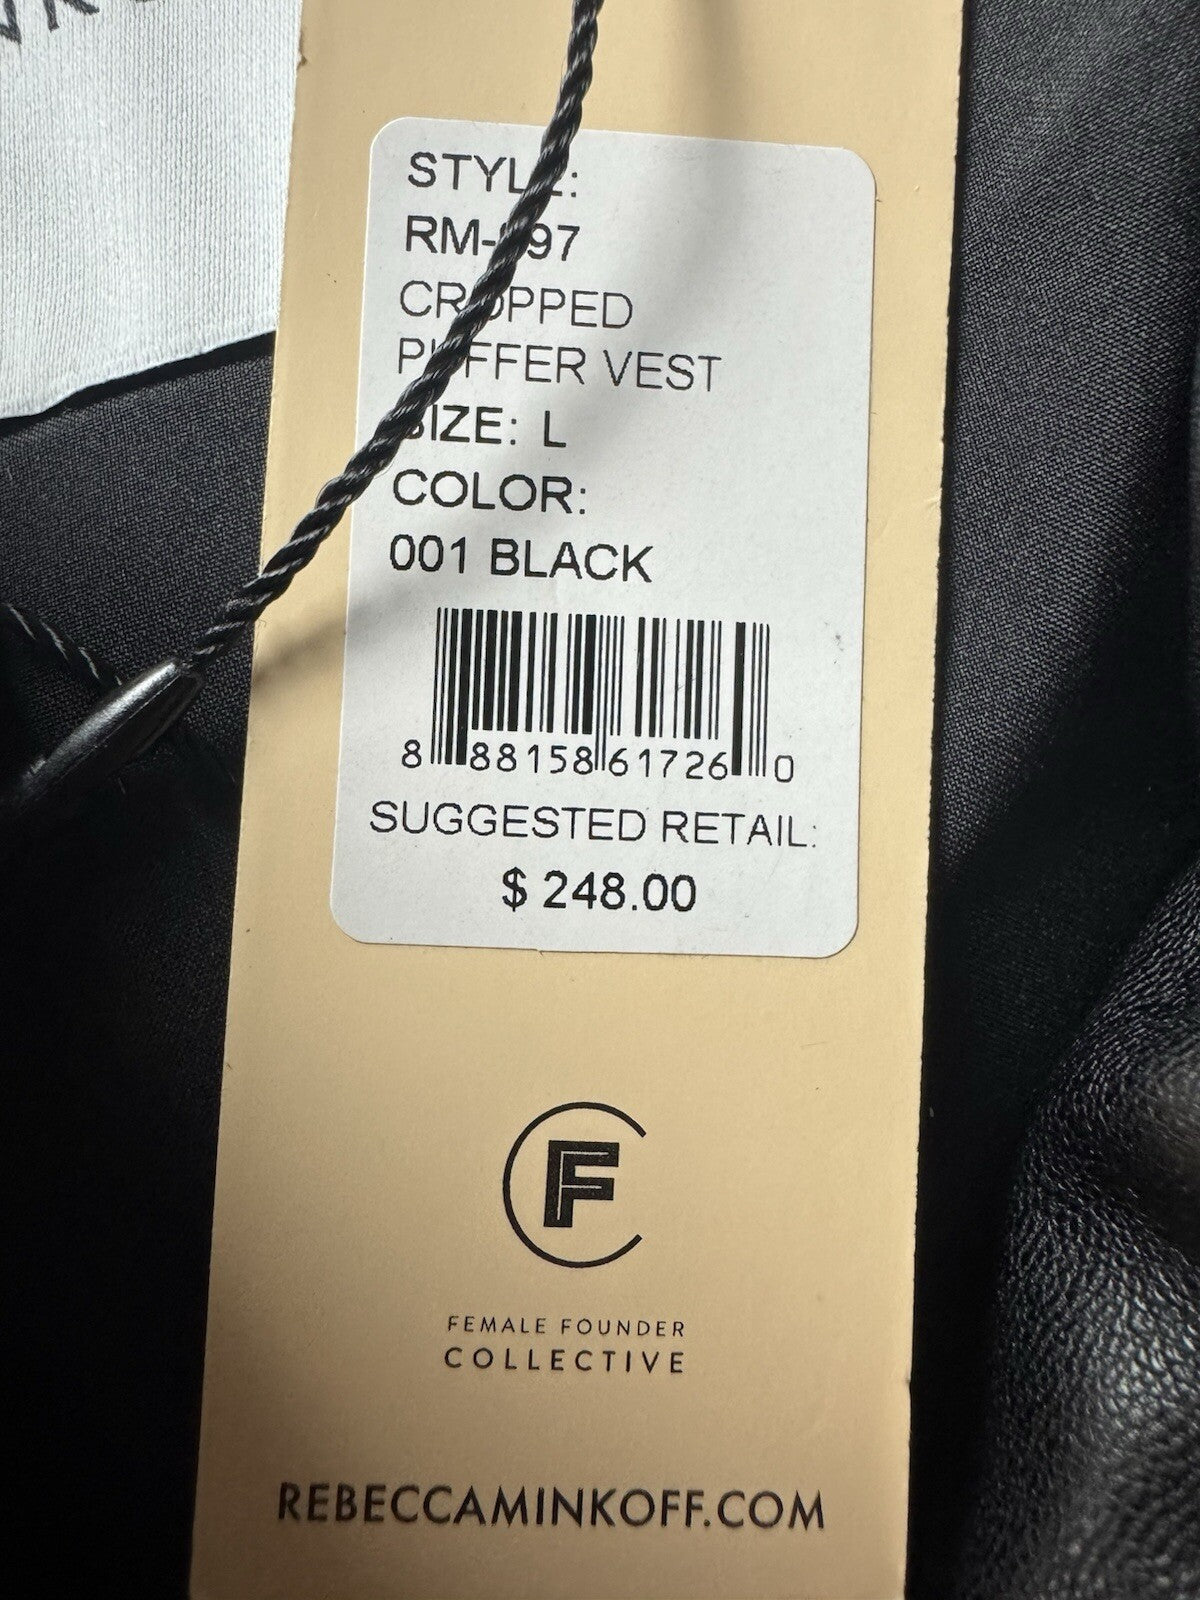 STYLE:
CROPPED
PUFFER VEST
SIZE: L
COLOR:
001 BLACK
8 88158 61726 0
SUGGESTED RETAIL:
$ 248.00
F
FEMALE FOUNDER
COLLECTIVE
REBECCAMINKOFF.COM